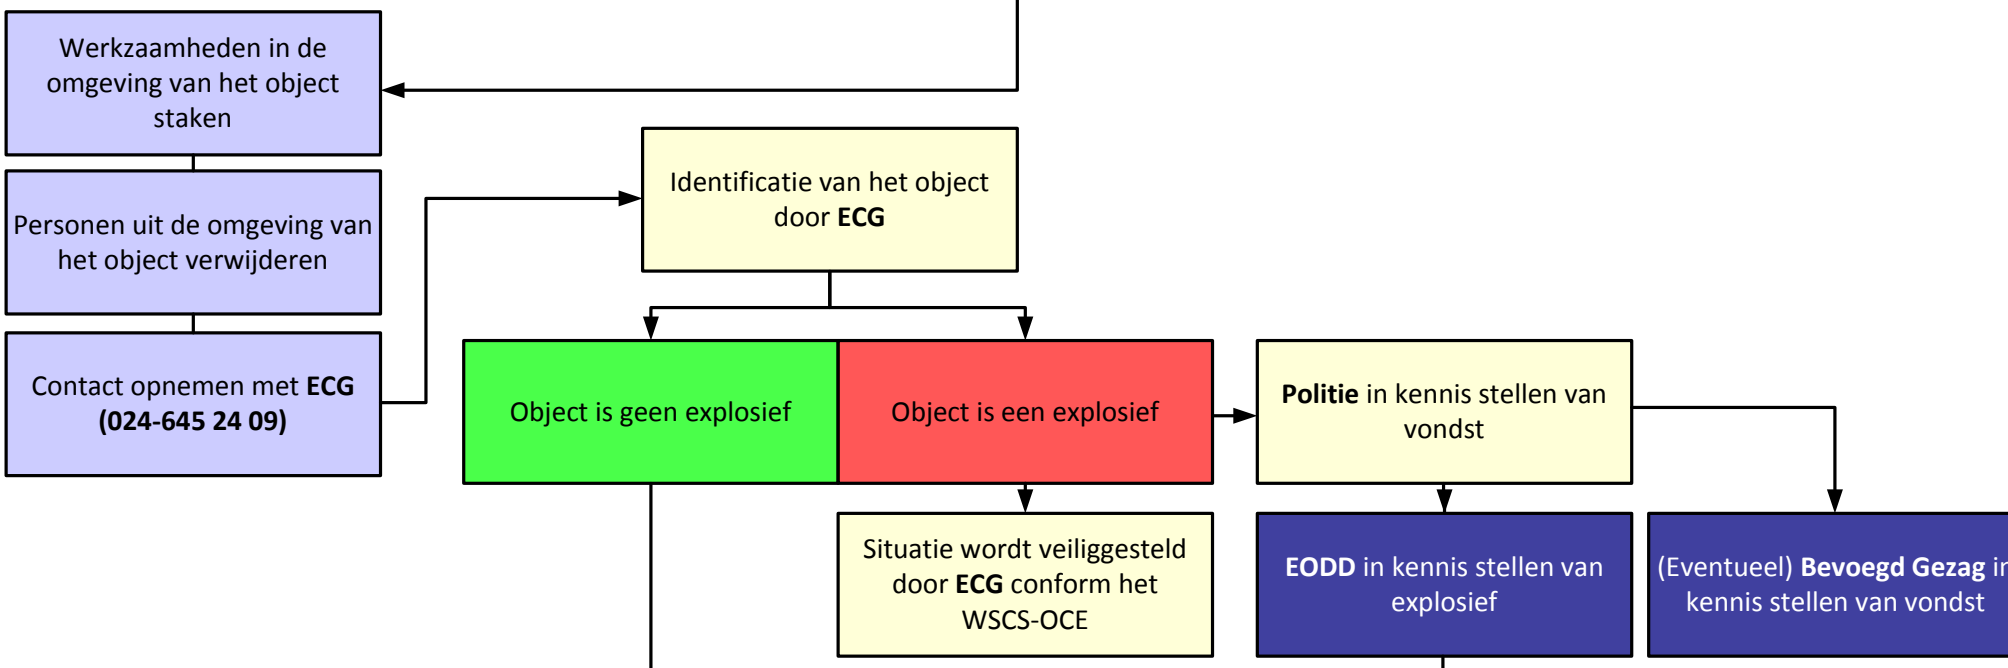 Werkzaamheden in de
omgeving van het object
staken
Personen uit de omgeving van
het object verwijderen
Contact opnemen met ECG
(024-645 24 09)
Identificatie van het object
door ECG
Object is geen explosief
Object is een explosief
Situatie wordt veiliggesteld
door ECG conform het
WSCS-OCE
Politie in kennis stellen van
vondst
EODD in kennis stellen van
explosief
(Eventueel) Bevoegd Gezag in
kennis stellen van vondst